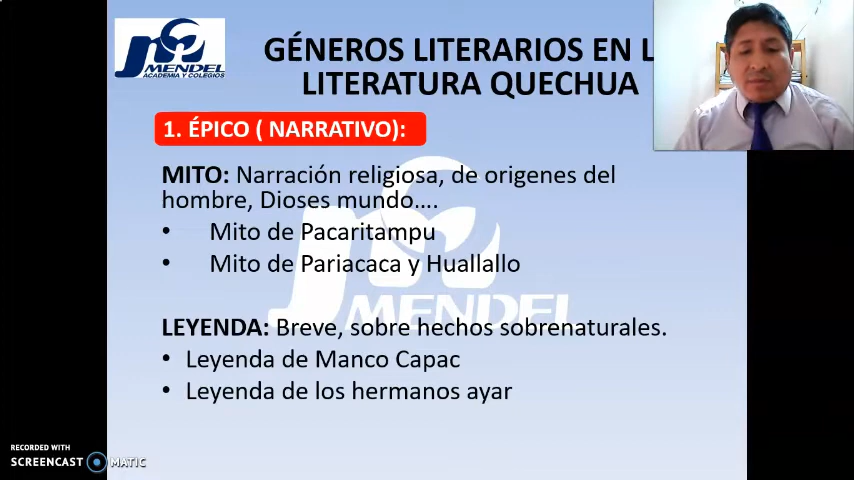 MENDEL
ACADEMIA Y COLEGIOS
GÉNEROS LITERARIOS EN L
LITERATURA QUECHUA
1. ÉPICO ( NARRATIVO):
MITO: Narración religiosa, de origenes del
hombre, Dioses mundo....
• Mito de Pacaritampu
• Mito de Pariacaca y Huallallo
MENDEL
LEYENDA: Breve, sobre hechos sobrenaturales.
• Leyenda de Manco Capac
• Leyenda de los hermanos ayar
RECORDED WITH
SCREENCAST MATIC